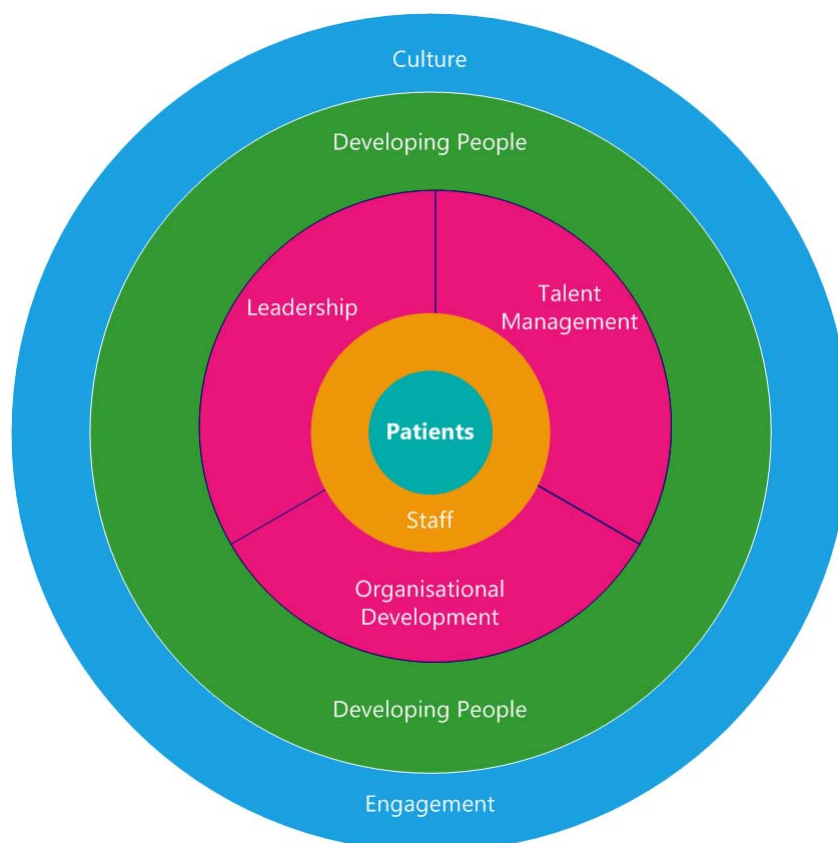 Culture
Developing People
Leadership
Talent
Management
Patients
Staff
Organisational
Development
Developing People
Engagement